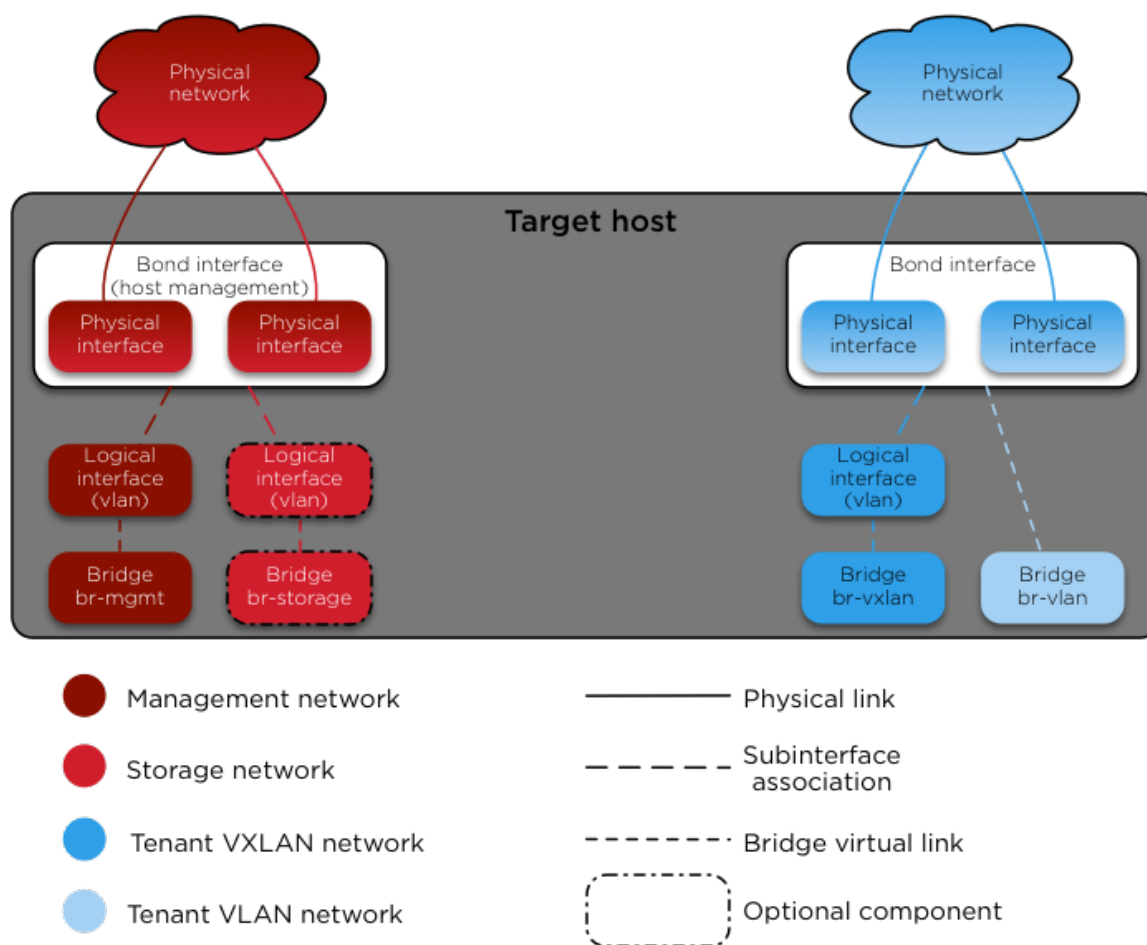 Physical
network
Physical
network
Target host
Bond interface
(host management)
Physical
interface
Physical
interface
Bond interface
Physical
interface
Physical
interface
Logical
interface
(vlan)
Logical
interface
(vlan)
Logical
interface
(vlan)
Bridge
br-mgmt
Bridge
br-storage
Bridge
br-vxlan
Bridge
br-vlan
Management network
Physical link
Storage network
Subinterface
association
Tenant VXLAN network
Bridge virtual link
Tenant VLAN network
Optional component